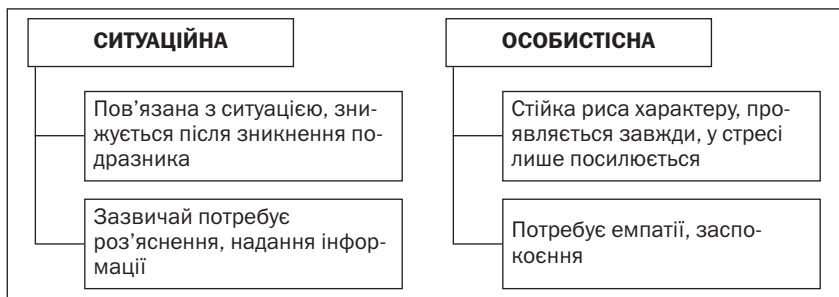 СИТУАЦІЙНА
Пов’язана з ситуацією, зни-
жується після зникнення по-
дразника
Зазвичай потребує
роз’яснення, надання інфор-
мації
ОСОБИСТІСНА
Стійка риса характеру, про-
являється завжди, у стресі
лише посилюється
Потребує емпатії, заспо-
коєння